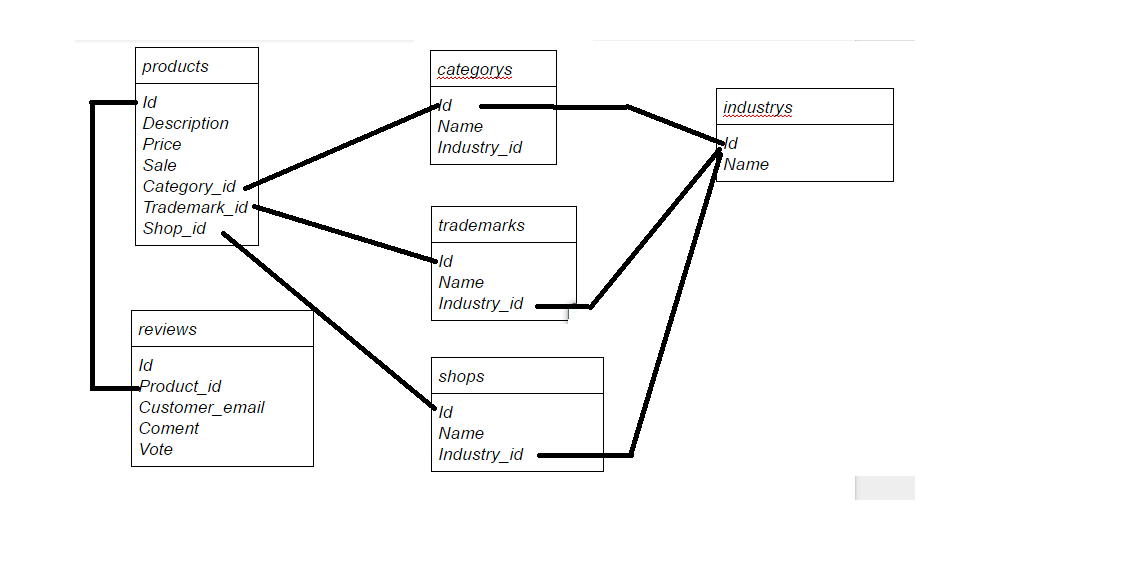 products
Id
Description
Price
Sale
Category_id
Trademark_id
Shop_id
reviews
Id
Product_id
Customer_email
Coment
Vote
categorys
Id
Name
Industry_id
trademarks
Id
Name
Industry_id
shops
Id
Name
Industry_id
industrys
Id
Name